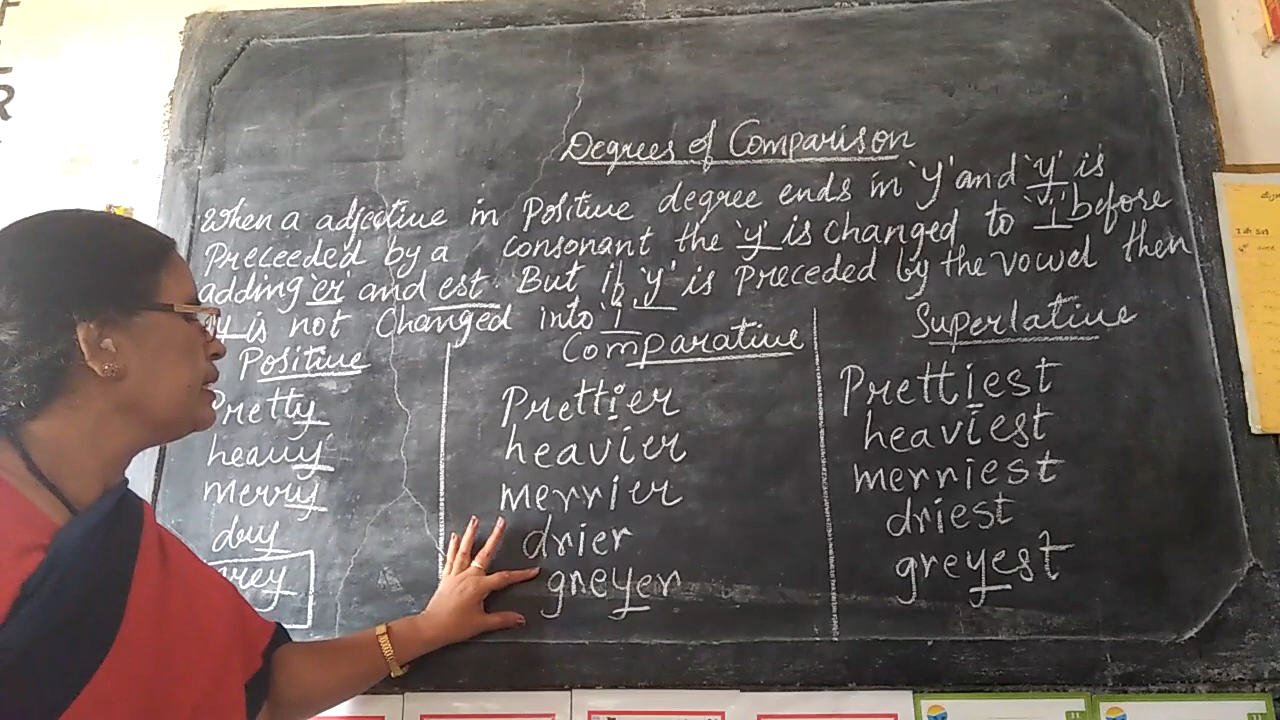 Degrees of Comparison
When a adjective in Positive degree ends in 'y' and 'y' is
Preceeded by a consonant the 'y' is changed to 'i' before
adding 'er' and est. But if 'y' is Preceded by the vowel then
y is not Changed into 'i
Positive Comparative Superlative
Pretty Prettier Prettiest
heavy heavier heaviest
merry merrier merriest
dry drier driest
grey greyer greyest